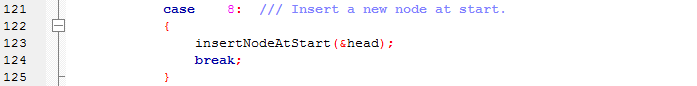 121 case 8: /// Insert a new node at start.
122 {
123 insertNodeAtStart(&head);
124 break;
125 }